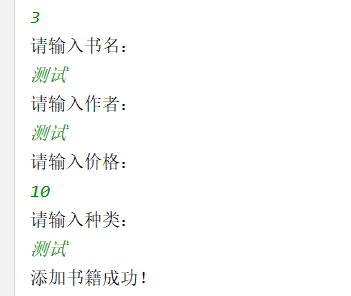 3
请输入书名：
测试
请输入作者：
测试
请输入价格：
10
请输入种类：
测试
添加书籍成功！